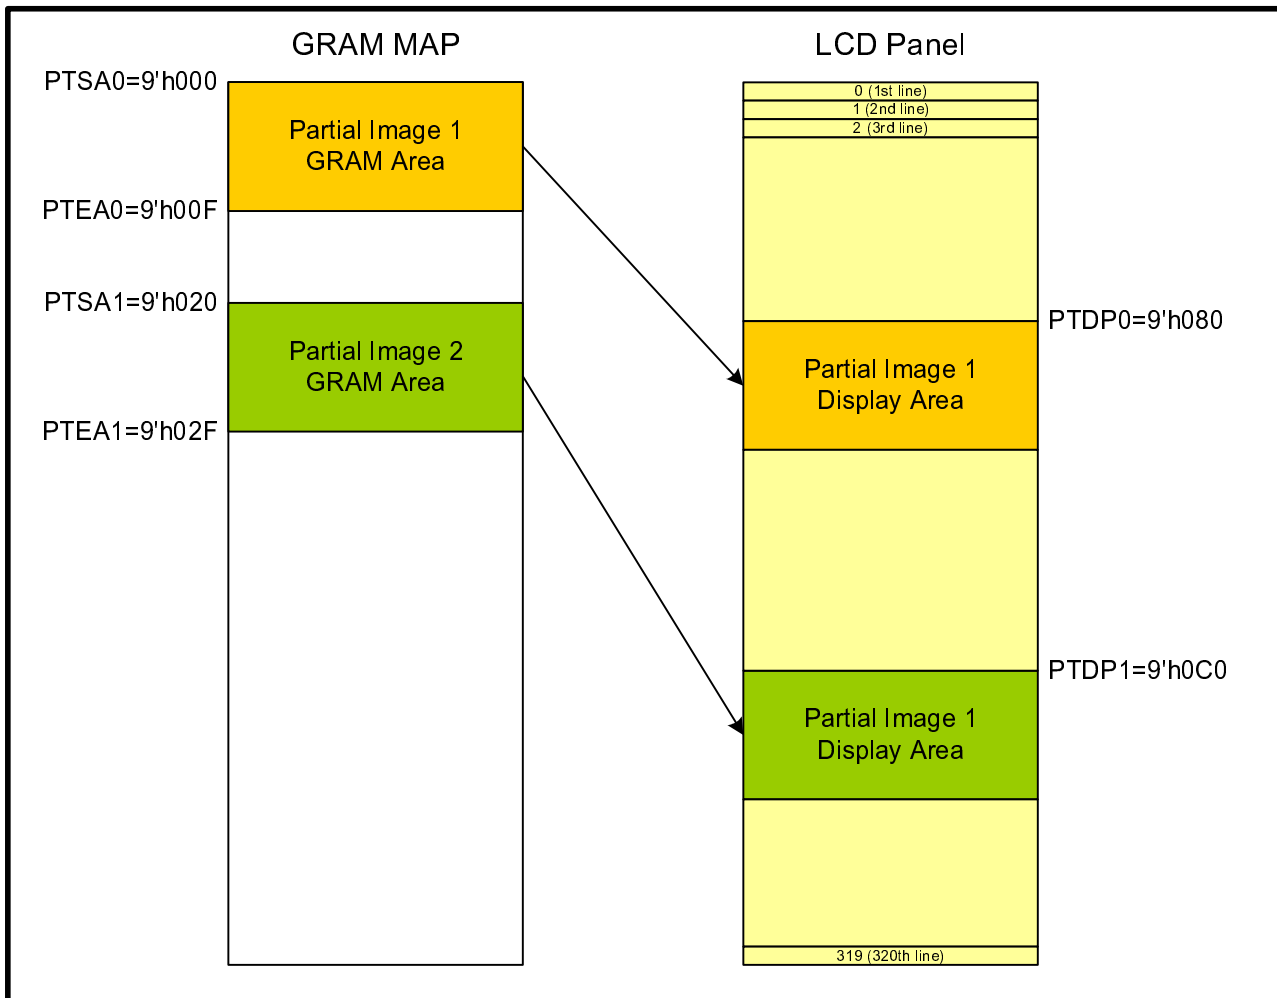 GRAM MAP
LCD Panel
PTSA0=9'h000
Partial Image 1
GRAM Area
PTEA0=9'h00F
PTSA1=9'h020
Partial Image 2
GRAM Area
PTEA1=9'h02F
0 (1st line)
1 (2nd line)
2 (3rd line)
PTDP0=9'h080
Partial Image 1
Display Area
PTDP1=9'h0C0
Partial Image 1
Display Area
319 (320th line)